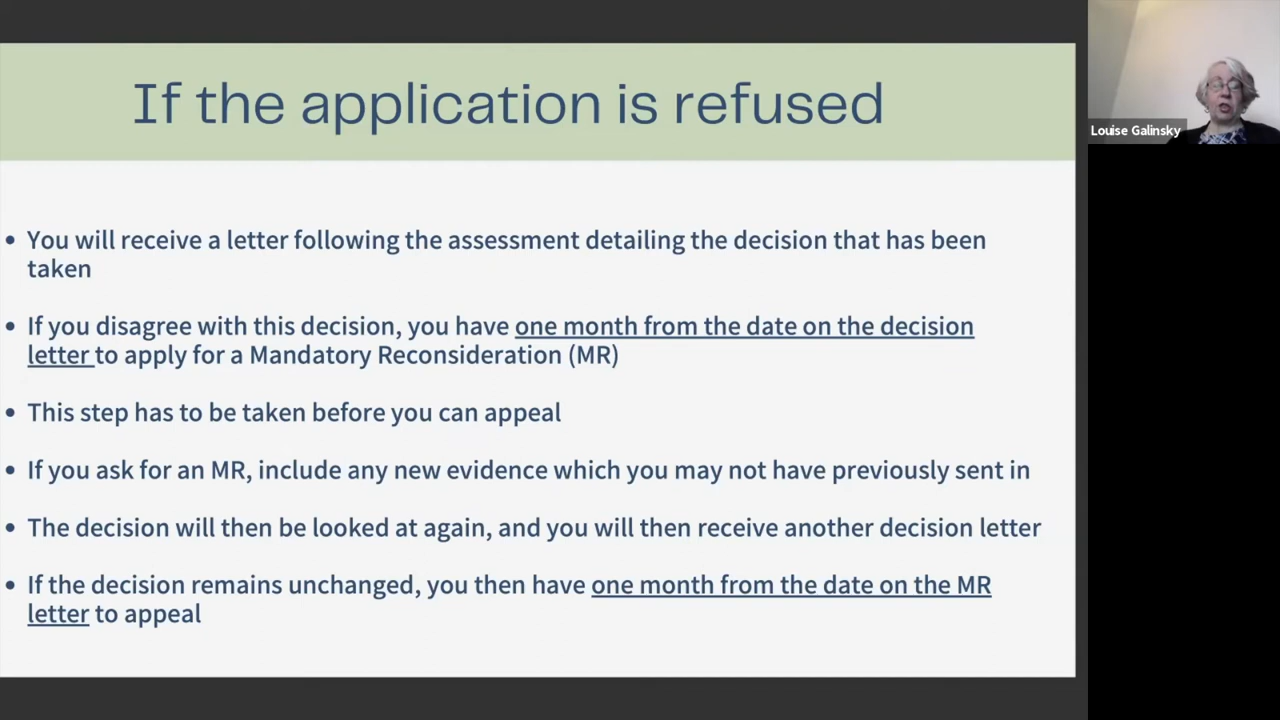 If the application is refused
Louise Galinsky
• You will receive a letter following the assessment detailing the decision that has been
taken
• If you disagree with this decision, you have one month from the date on the decision
letter to apply for a Mandatory Reconsideration (MR)
• This step has to be taken before you can appeal
• If you ask for an MR, include any new evidence which you may not have previously sent in
• The decision will then be looked at again, and you will then receive another decision letter
• If the decision remains unchanged, you then have one month from the date on the MR
letter to appeal